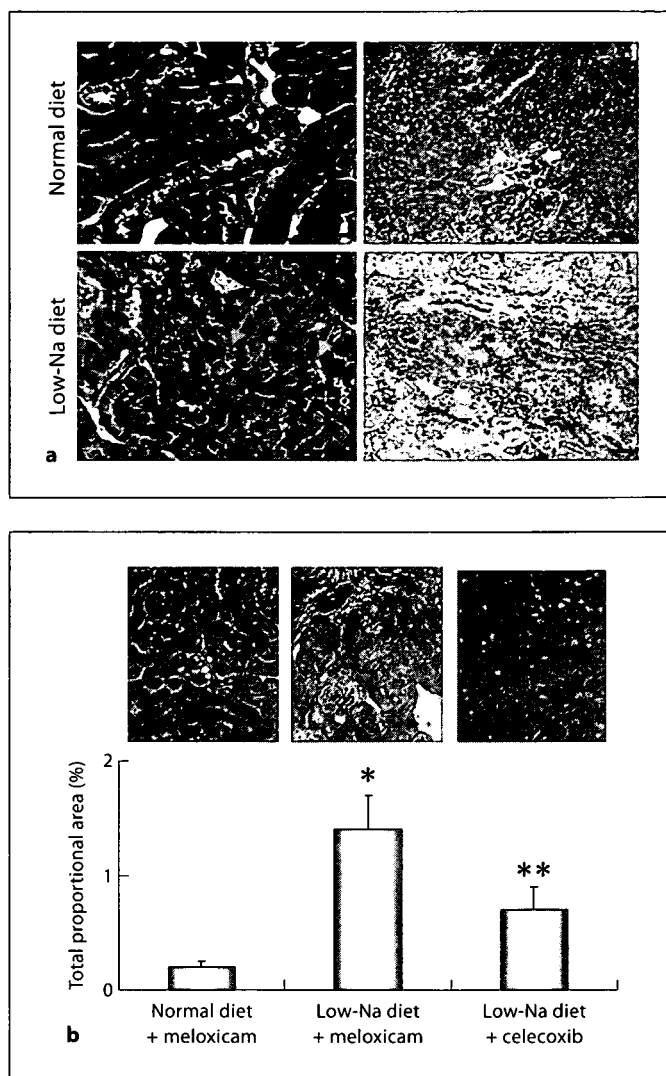 Normal diet
Low-Na diet
a
Total proportional area (%)
2
1
0
*
**
Normal diet
+ meloxicam
Low-Na diet
+ meloxicam
Low-Na diet
+ celecoxib
b